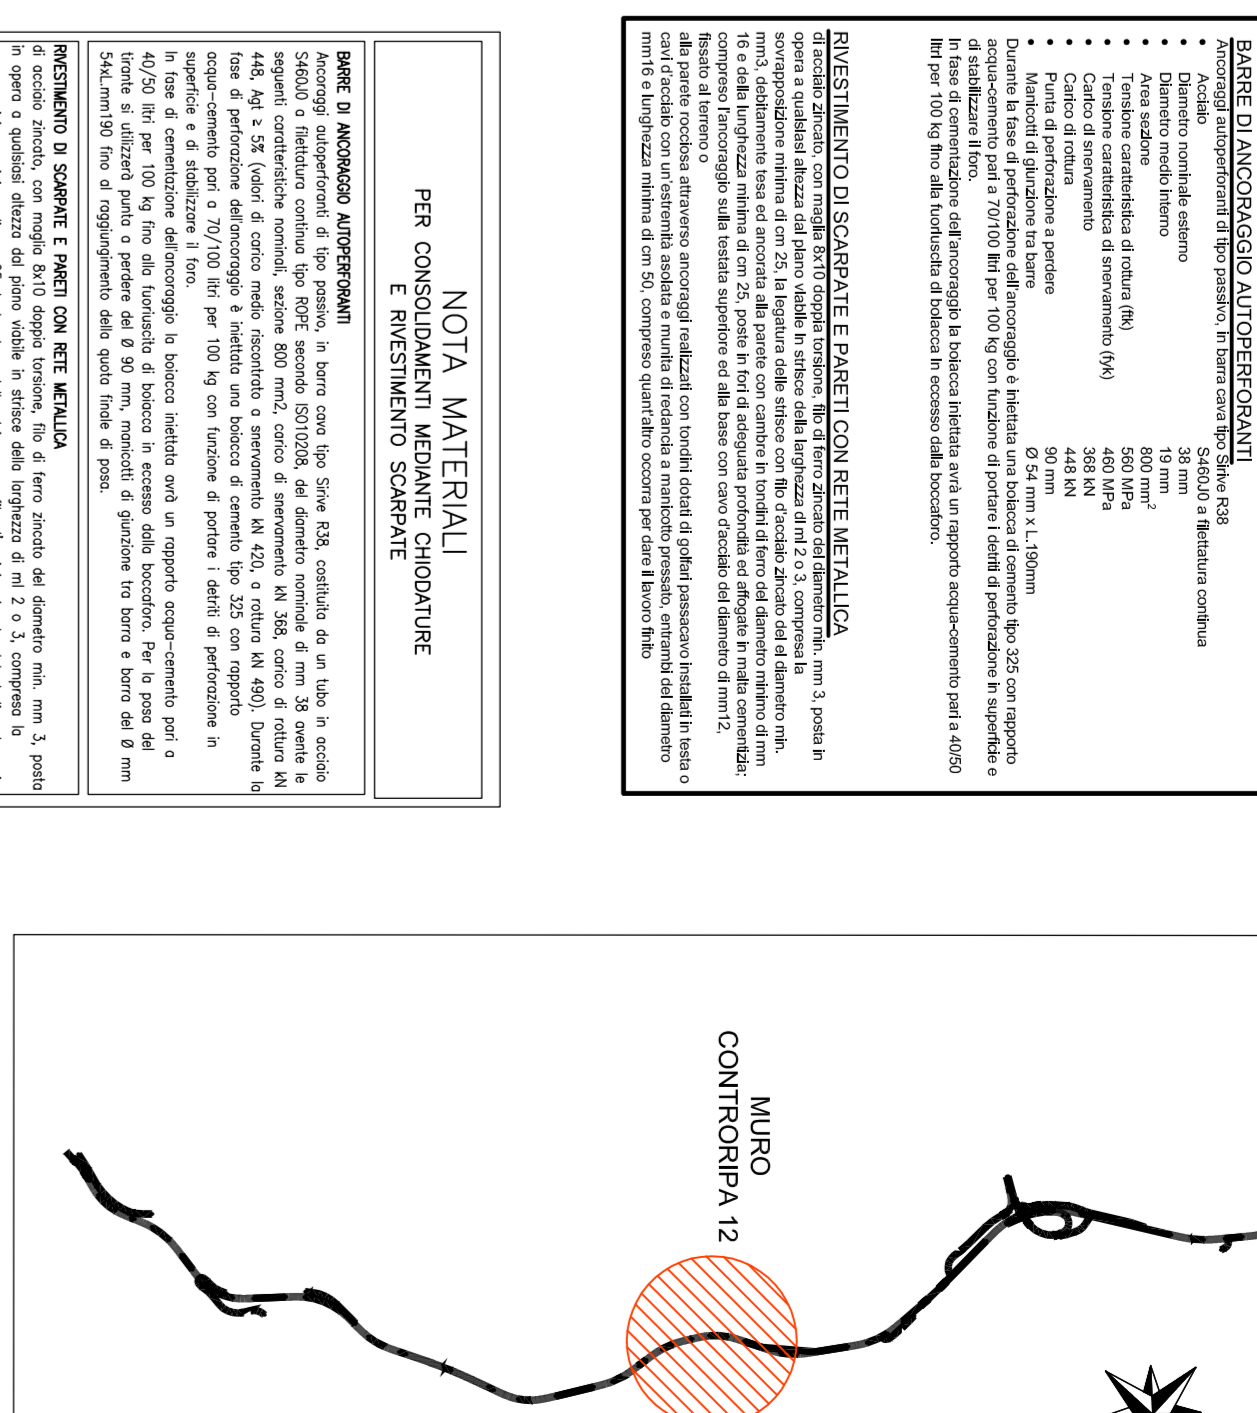 BARRE DI ANCORAGGIO AUTOPERFORANTI
Ancoraggi autoperforanti di tipo passivo, in barra cava tipo Sirive R38
• Acciaio S460J0 a filettatura continua
• Diametro nominale esterno 38 mm
• Diametro medio interno 19 mm
• Area sezione 800 mm²
• Tensione caratteristica di rottura (ftk) 560 MPa
• Tensione caratteristica di snervamento (fyk) 460 MPa
• Carico di snervamento 368 kN
• Carico di rottura 448 kN
• Punta di perforazione a perdere 90 mm
• Manicotti di giunzione tra barre Ø 54 mm x L.190mm
Durante la fase di perforazione dell'ancoraggio è iniettata una boiacca di cemento tipo 325 con rapporto
acqua-cemento pari a 70/100 litri per 100 kg con funzione di portare i detriti di perforazione in superficie e
di stabilizzare il foro.
In fase di cementazione dell'ancoraggio la boiacca iniettata avrà un rapporto acqua-cemento pari a 40/50
litri per 100 kg fino alla fuoriuscita di boiacca in eccesso dalla boccaforo.
RIVESTIMENTO DI SCARPATE E PARETI CON RETE METALLICA
di acciaio zincato, con maglia 8x10 doppia torsione, filo di ferro zincato del diametro min. mm 3, posta in
opera a qualsiasi altezza dal piano viabile in strisce della larghezza di ml 2 o 3, compresa la
sovrapposizione minima di cm 25, la legatura delle strisce con filo d'acciaio zincato del el diametro min.
mm3, debitamente tesa ed ancorata alla parete con cambre in tondini di ferro del diametro minimo di mm
16 e della lunghezza minima di cm 25, poste in fori di adeguata profondità ed affogate in malta cementizia;
compreso l'ancoraggio sulla testata superiore ed alla base con cavo d'acciaio del diametro di mm12,
fissato al terreno o
alla parete rocciosa attraverso ancoraggi realizzati con tondini dotati di golfari passacavo installati in testa o
cavi d'acciaio con un'estremità asolata e munita di redancia a manicotto pressato, entrambi del diametro
mm16 e lunghezza minima di cm 50, compreso quant'altro occorra per dare il lavoro finito
NOTA MATERIALI
PER CONSOLIDAMENTI MEDIANTE CHIODATURE
E RIVESTIMENTO SCARPATE
BARRE DI ANCORAGGIO AUTOPERFORANTI
Ancoraggi autoperforanti di tipo passivo, in barra cava tipo Sirive R38, costituita da un tubo in acciaio
S460J0 a filettatura continua tipo ROPE secondo ISO10208, del diametro nominale di mm 38 avente le
seguenti caratteristiche nominali, sezione 800 mm2, carico di snervamento kN 368, carico di rottura kN
448, Agt ≥ 5% (valori di carico medio riscontrato a snervamento kN 420, a rottura kN 490). Durante la
fase di perforazione dell'ancoraggio è iniettata una boiacca di cemento tipo 325 con rapporto
acqua-cemento pari a 70/100 litri per 100 kg con funzione di portare i detriti di perforazione in
superficie e di stabilizzare il foro.
In fase di cementazione dell'ancoraggio la boiacca iniettata avrà un rapporto acqua-cemento pari a
40/50 litri per 100 kg fino alla fuoriuscita di boiacca in eccesso dalla boccaforo. Per la posa del
tirante si utilizzerà punta a perdere del Ø 90 mm, manicotti di giunzione tra barra e barra del Ø mm
54xL.mm190 fino al raggiungimento della quota finale di posa.
RIVESTIMENTO DI SCARPATE E PARETI CON RETE METALLICA
di acciaio zincato, con maglia 8x10 doppia torsione, filo di ferro zincato del diametro min. mm 3, posta
in opera a qualsiasi altezza dal piano viabile in strisce della larghezza di ml 2 o 3, compresa la
MURO
CONTRORIPA 12